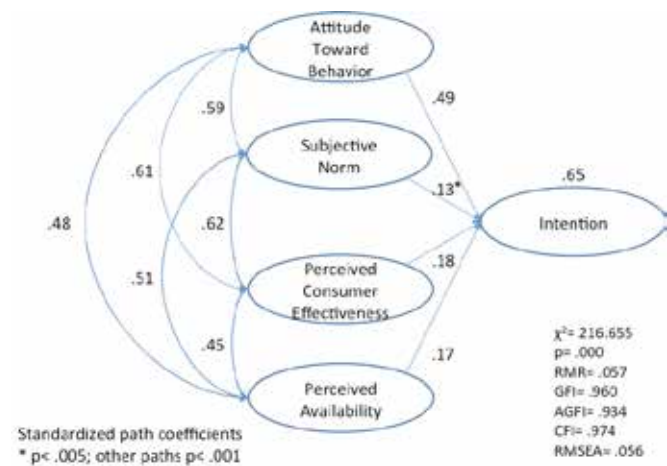 Attitude
Toward
Behavior
.49
.59
Subjective
Norm
.61
.13*
.65
.48
.62
Intention
.18
.51
Perceived
Consumer
Effectiveness
.45
.17
Perceived
Availability
χ²= 216.655
p= .000
RMR= .057
GFI= .960
AGFI= .934
CFI= .974
RMSEA= .056
Standardized path coefficients
* p< .005; other paths p< .001